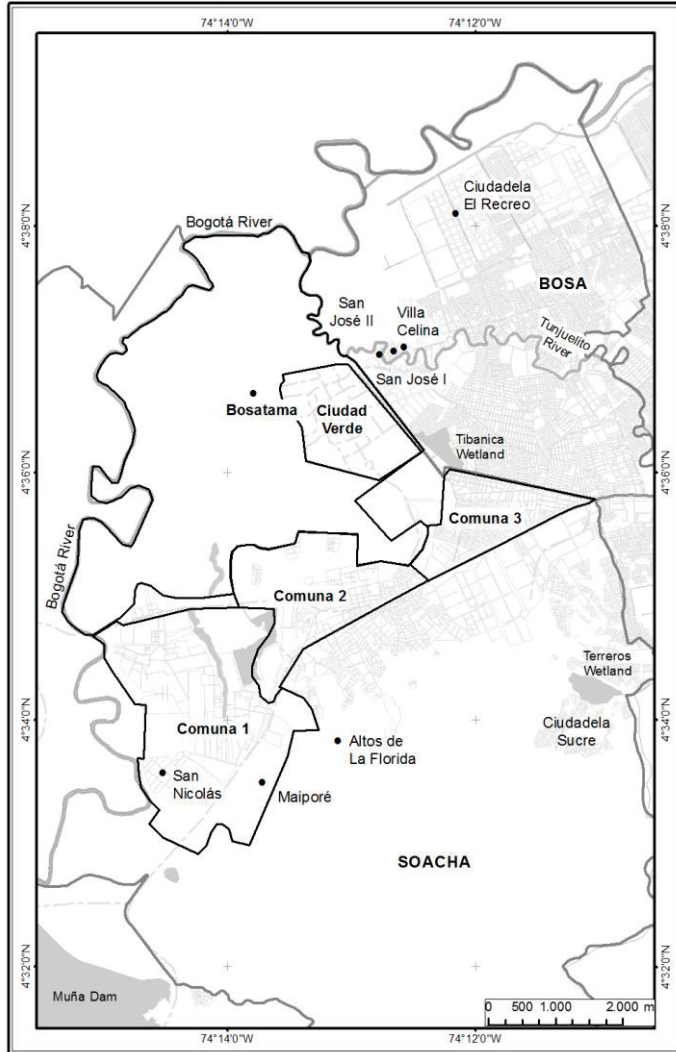 74°14'0"W
74°12'0"W
Ciudadela
El Recreo
4°38'0"N
4°38'0"N
Bogotá River
BOSA
San
José II
Villa
Celina
Tunjuelito
River
San José I
Bosatama
Ciudad
Verde
Tibanica
Wetland
4°36'0"N
4°36'0"N
Comuna 3
Bogotá River
Comuna 2
Terreros
Wetland
4°34'0"N
4°34'0"N
Comuna 1
Ciudadela
Sucre
Altos de
La Florida
San
Nicolás
Maiporé
SOACHA
4°32'0"N
4°32'0"N
Muña Dam
0 500 1.000 2.000 m
74°14'0"W
74°12'0"W